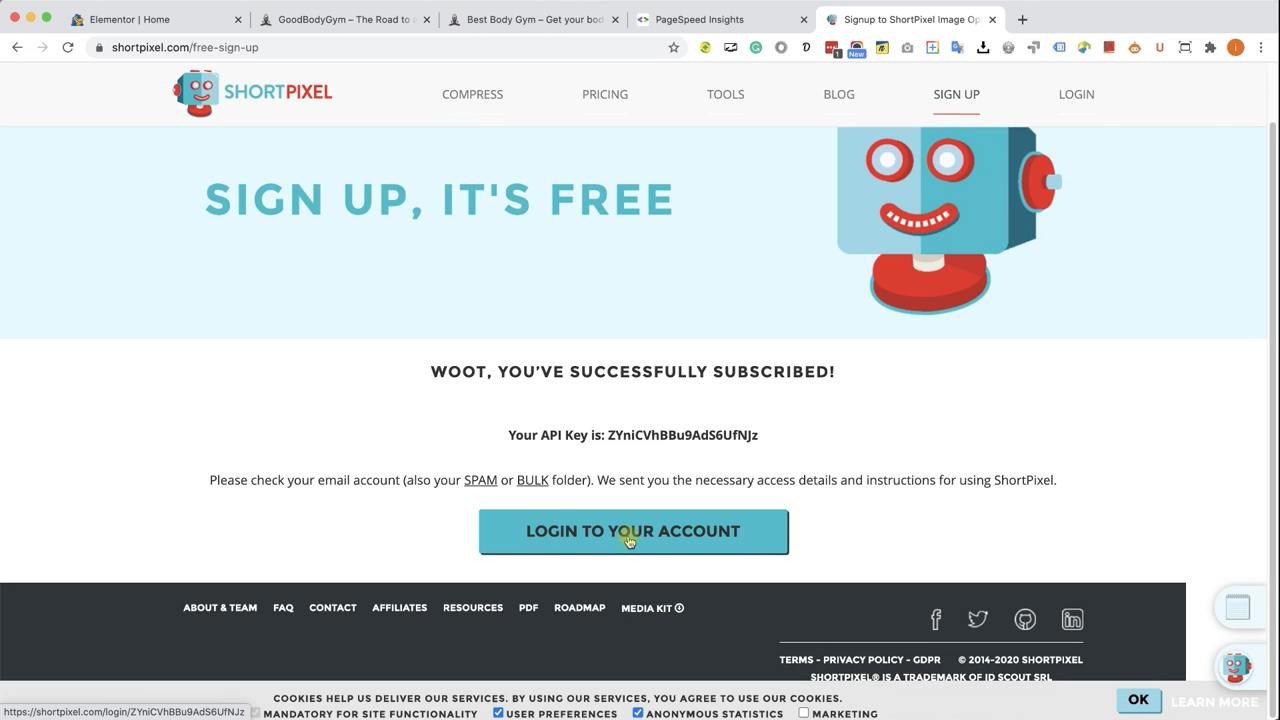 Elementor | Home
GoodBodyGym – The Road to a
Best Body Gym – Get your bod
PageSpeed Insights
Signup to ShortPixel Image Op
shortpixel.com/free-sign-up
1
New
SHORTPIXEL
COMPRESS
PRICING
TOOLS
BLOG
SIGN UP
LOGIN
SIGN UP, IT'S FREE
WOOT, YOU'VE SUCCESSFULLY SUBSCRIBED!
Your API Key is: ZYniCVhBBu9AdS6UfNJz
Please check your email account (also your SPAM or BULK folder). We sent you the necessary access details and instructions for using ShortPixel.
LOGIN TO YOUR ACCOUNT
ABOUT & TEAM
FAQ
CONTACT
AFFILIATES
RESOURCES
PDF
ROADMAP
MEDIA KIT
TERMS - PRIVACY POLICY - GDPR © 2014-2020 SHORTPIXEL
SHORTPIXEL® IS A TRADEMARK OF ID SCOUT SRL
COOKIES HELP US DELIVER OUR SERVICES. BY USING OUR SERVICES, YOU AGREE TO USE OUR COOKIES.
OK
LEARN MORE
https://shortpixel.com/login/ZYniCVhBBu9AdS6UfNJz
MANDATORY FOR SITE FUNCTIONALITY
USER PREFERENCES
ANONYMOUS STATISTICS
MARKETING